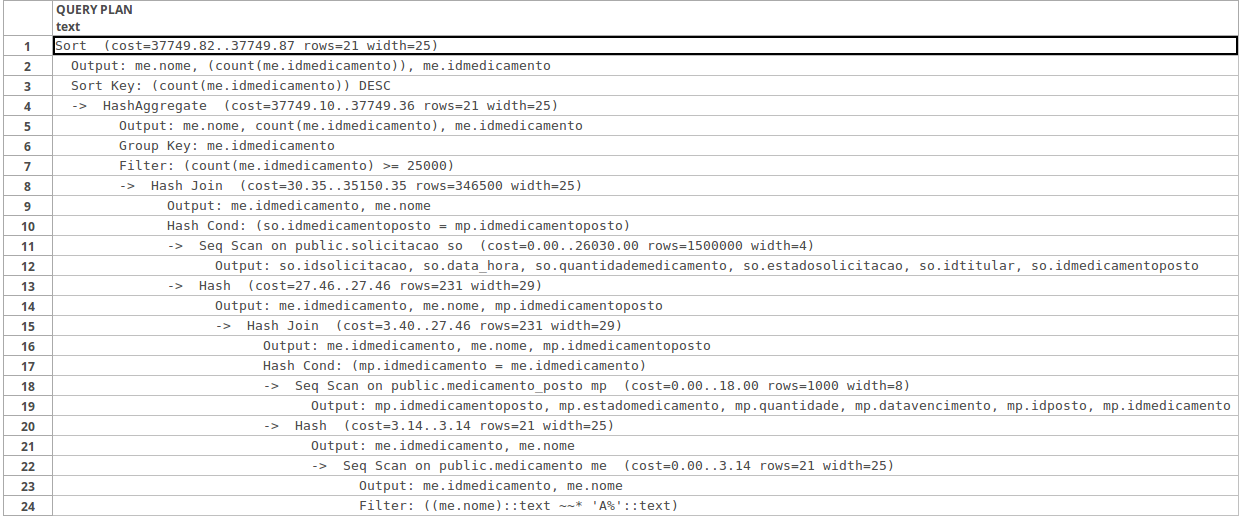 QUERY PLAN
text
1 Sort (cost=37749.82..37749.87 rows=21 width=25)
2 Output: me.nome, (count(me.idmedicamento)), me.idmedicamento
3 Sort Key: (count(me.idmedicamento)) DESC
4 -> HashAggregate (cost=37749.10..37749.36 rows=21 width=25)
5 Output: me.nome, count(me.idmedicamento), me.idmedicamento
6 Group Key: me.idmedicamento
7 Filter: (count(me.idmedicamento) >= 25000)
8 -> Hash Join (cost=30.35..35150.35 rows=346500 width=25)
9 Output: me.idmedicamento, me.nome
10 Hash Cond: (so.idmedicamentoposto = mp.idmedicamentoposto)
11 -> Seq Scan on public.solicitacao so (cost=0.00..26030.00 rows=1500000 width=4)
12 Output: so.idsolicitacao, so.data_hora, so.quantidademedicamento, so.estadosolicitacao, so.idtitular, so.idmedicamentoposto
13 -> Hash (cost=27.46..27.46 rows=231 width=29)
14 Output: me.idmedicamento, me.nome, mp.idmedicamentoposto
15 -> Hash Join (cost=3.40..27.46 rows=231 width=29)
16 Output: me.idmedicamento, me.nome, mp.idmedicamentoposto
17 Hash Cond: (mp.idmedicamento = me.idmedicamento)
18 -> Seq Scan on public.medicamento_posto mp (cost=0.00..18.00 rows=1000 width=8)
19 Output: mp.idmedicamentoposto, mp.estadomedicamento, mp.quantidade, mp.datavencimento, mp.idposto, mp.idmedicamento
20 -> Hash (cost=3.14..3.14 rows=21 width=25)
21 Output: me.idmedicamento, me.nome
22 -> Seq Scan on public.medicamento me (cost=0.00..3.14 rows=21 width=25)
23 Output: me.idmedicamento, me.nome
24 Filter: ((me.nome)::text ~~* 'A%'::text)